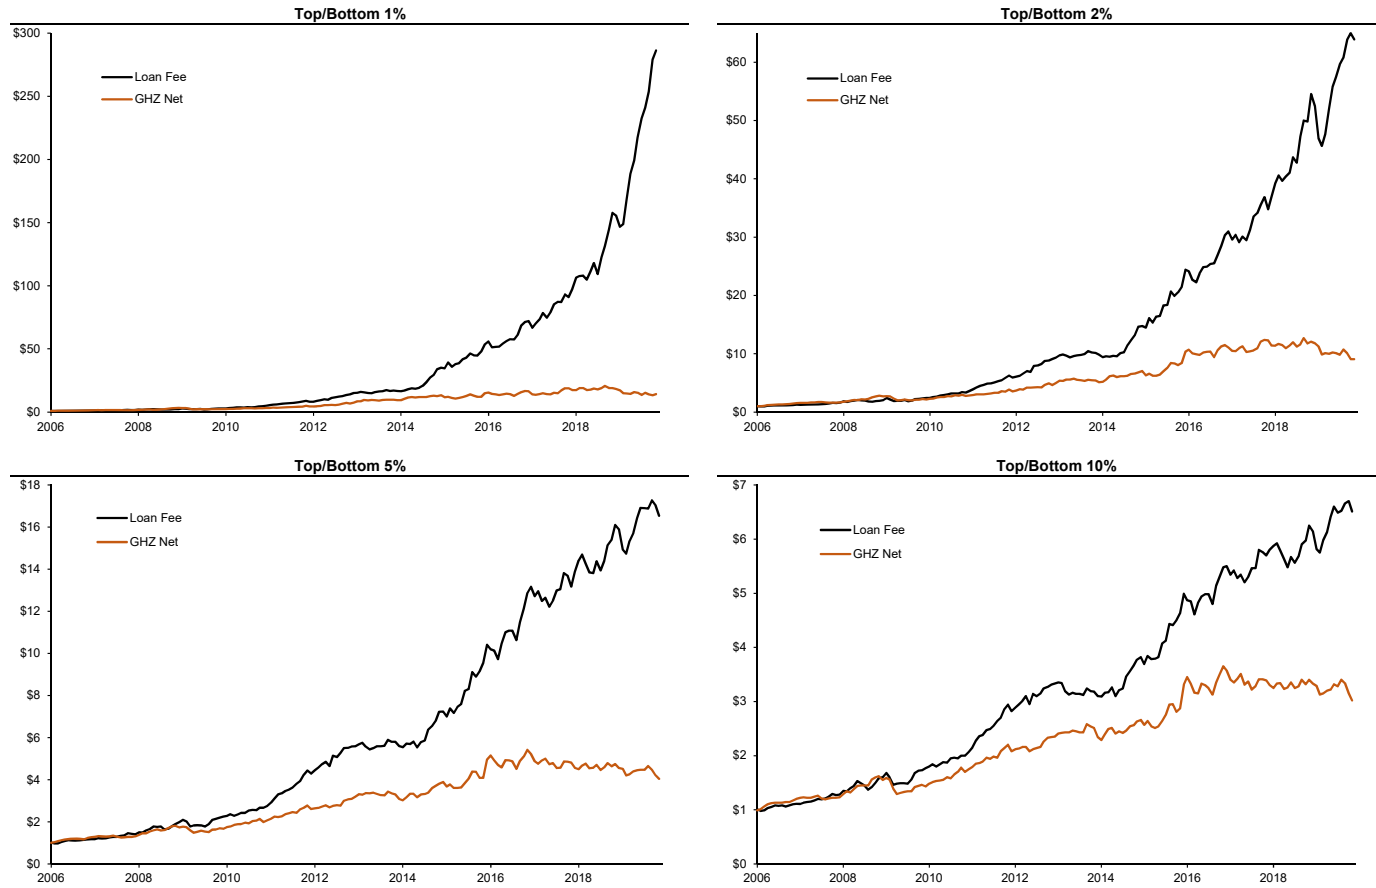 Top/Bottom 1%
$300
$250
$200
$150
$100
$50
$0
Loan Fee
GHZ Net
2006 2008 2010 2012 2014 2016 2018
Top/Bottom 2%
$60
$50
$40
$30
$20
$10
$0
Loan Fee
GHZ Net
2006 2008 2010 2012 2014 2016 2018
Top/Bottom 5%
$18
$16
$14
$12
$10
$8
$6
$4
$2
$0
Loan Fee
GHZ Net
2006 2008 2010 2012 2014 2016 2018
Top/Bottom 10%
$7
$6
$5
$4
$3
$2
$1
$0
Loan Fee
GHZ Net
2006 2008 2010 2012 2014 2016 2018